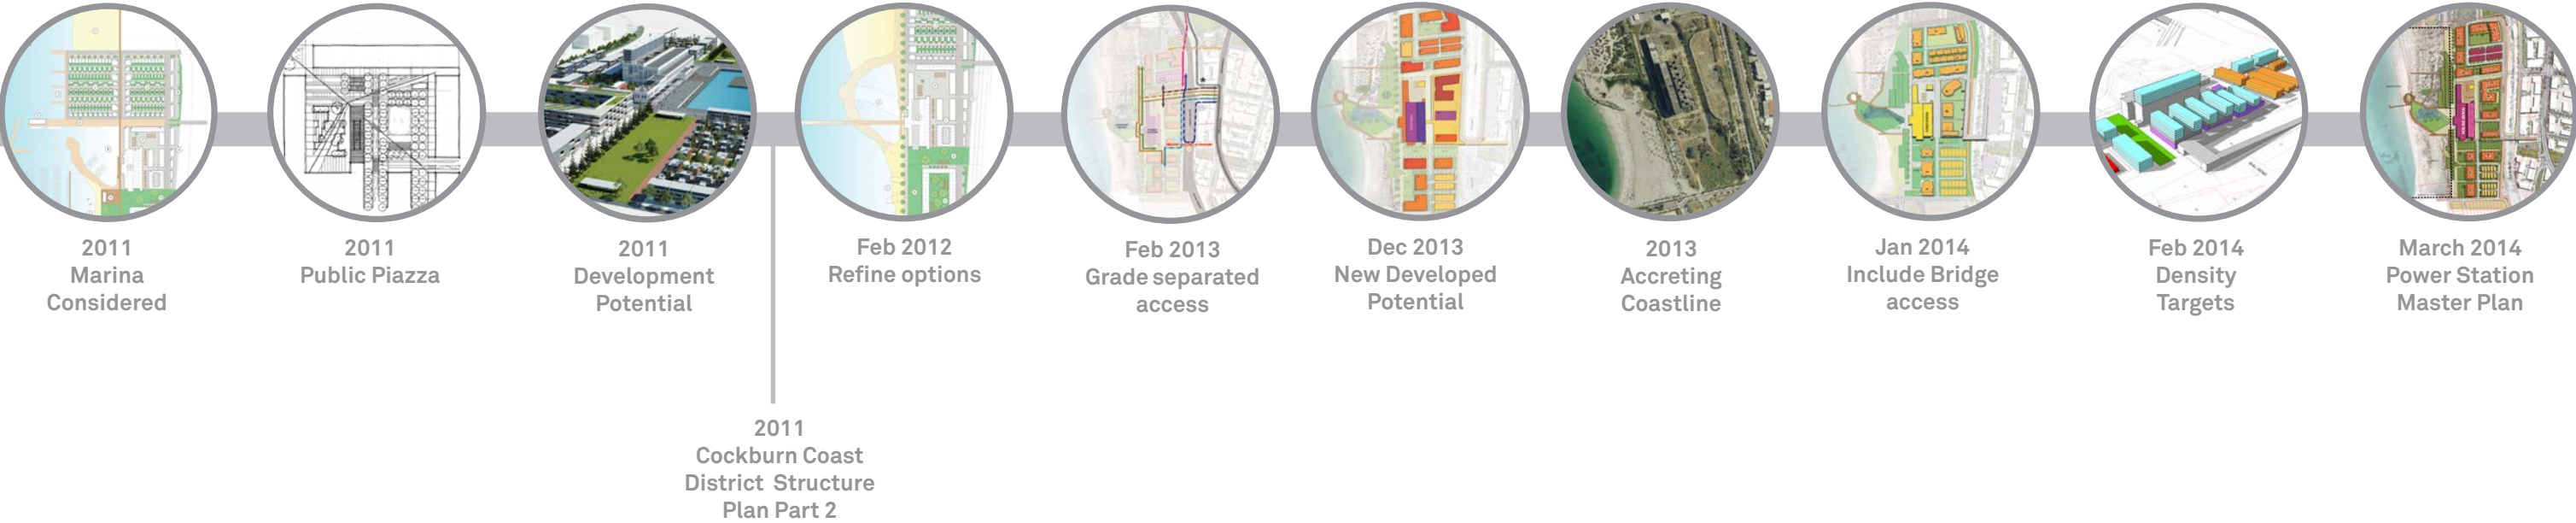 2011
Marina
Considered
2011
Public Piazza
2011
Development
Potential
2011
Cockburn Coast
District Structure
Plan Part 2
Feb 2012
Refine options
Feb 2013
Grade separated
access
Dec 2013
New Developed
Potential
2013
Accreting
Coastline
Jan 2014
Include Bridge
access
Feb 2014
Density
Targets
March 2014
Power Station
Master Plan